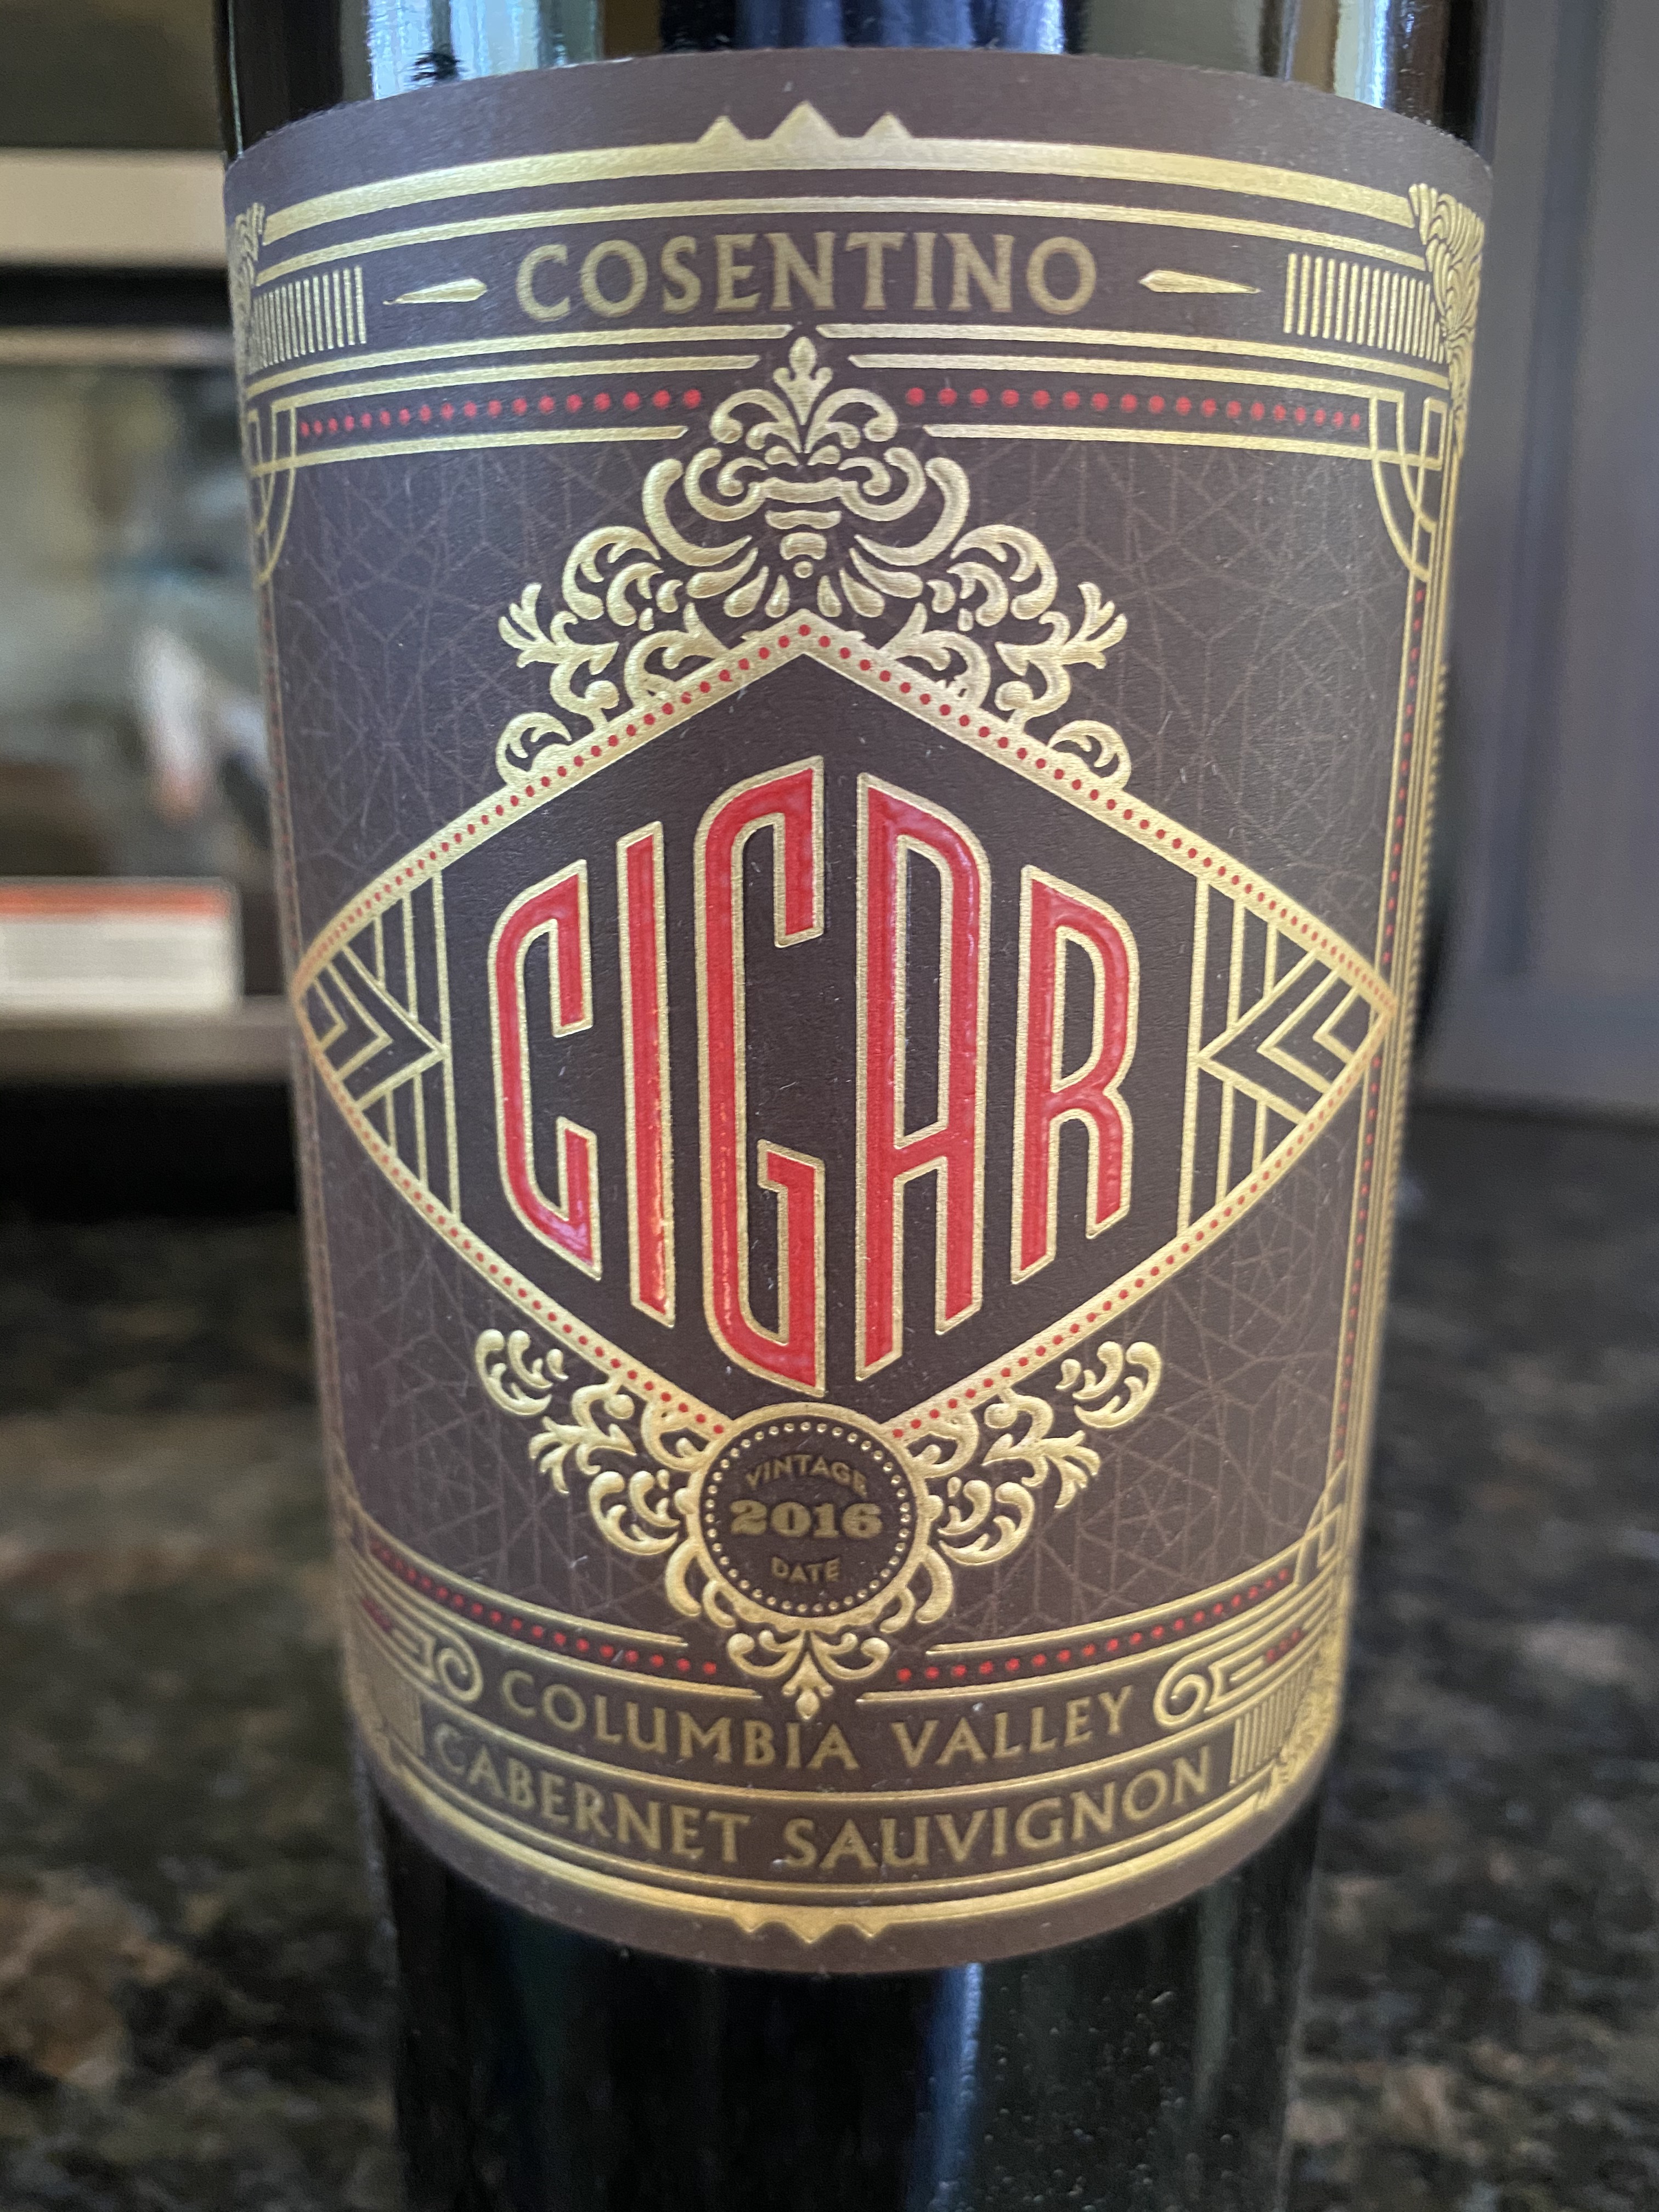 COSENTINO
CIGAR
VINTAGE
2016
DATE
COLUMBIA VALLEY
CABERNET SAUVIGNON